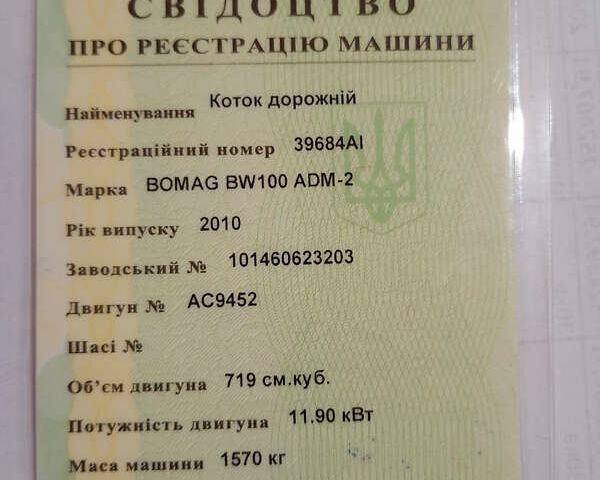 СВІДОЦТВО
ПРО РЕЄСТРАЦІЮ МАШИНИ
Найменування Коток дорожній
Реєстраційний номер 39684АІ
Марка BOMAG BW100 ADM-2
Рік випуску 2010
Заводський № 101460623203
Двигун № AC9452
Шасі №
Об’єм двигуна 719 см.куб.
Потужність двигуна 11.90 кВт
Маса машини 1570 кг